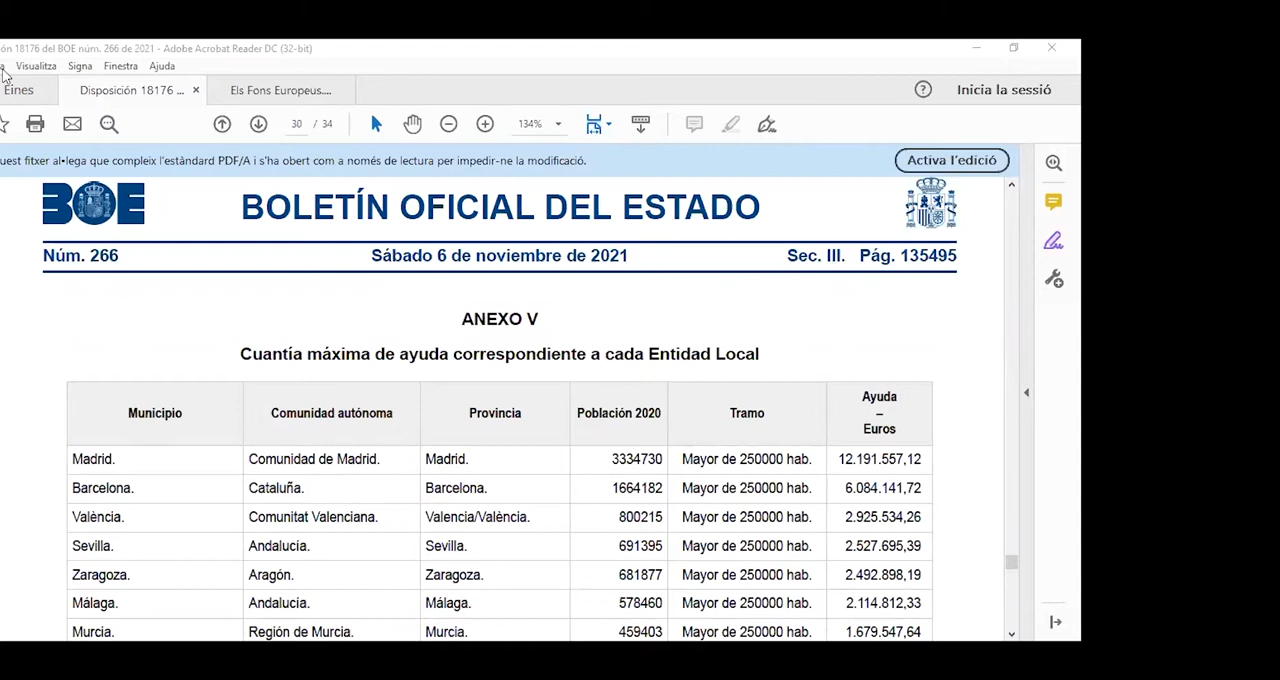 ón 18176 del BOE núm. 266 de 2021 - Adobe Acrobat Reader DC (32-bit)
a Visualitza Signa Finestra Ajuda
Eines Disposición 18176 ... × Els Fons Europeus.... Inicia la sessió
30 / 34 134%
uest fitxer al•lega que compleix l'estàndard PDF/A i s'ha obert com a només de lectura per impedir-ne la modificació. Activa l'edició
BOE BOLETÍN OFICIAL DEL ESTADO
Núm. 266 Sábado 6 de noviembre de 2021 Sec. III. Pág. 135495
ANEXO V
Cuantía máxima de ayuda correspondiente a cada Entidad Local
Municipio Comunidad autónoma Provincia Población 2020 Tramo Ayuda – Euros
Madrid. Comunidad de Madrid. Madrid. 3334730 Mayor de 250000 hab. 12.191.557,12
Barcelona. Cataluña. Barcelona. 1664182 Mayor de 250000 hab. 6.084.141,72
València. Comunitat Valenciana. Valencia/València. 800215 Mayor de 250000 hab. 2.925.534,26
Sevilla. Andalucía. Sevilla. 691395 Mayor de 250000 hab. 2.527.695,39
Zaragoza. Aragón. Zaragoza. 681877 Mayor de 250000 hab. 2.492.898,19
Málaga. Andalucía. Málaga. 578460 Mayor de 250000 hab. 2.114.812,33
Murcia. Región de Murcia. Murcia. 459403 Mayor de 250000 hab. 1.679.547,64